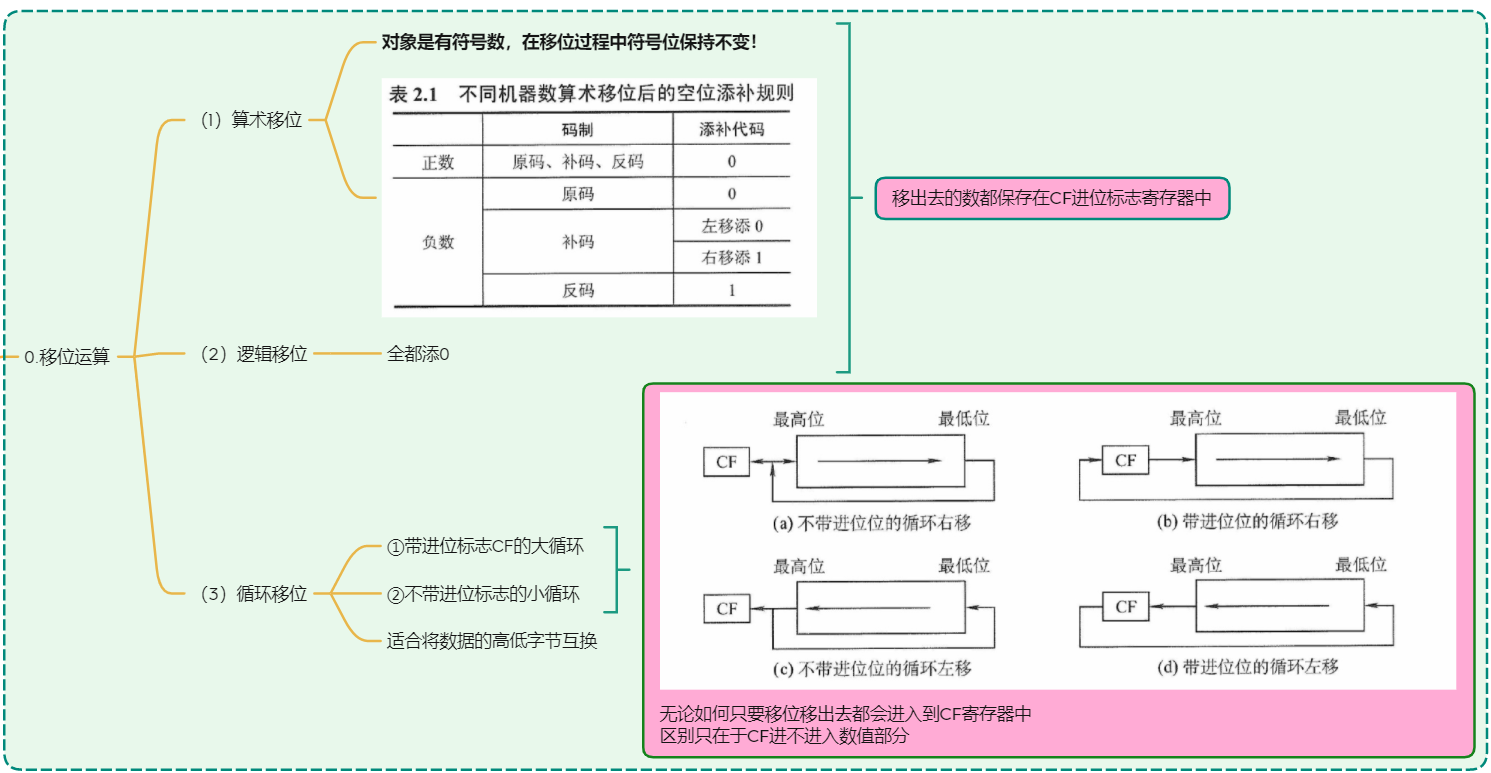 0.移位运算
（1）算术移位
对象是有符号数，在移位过程中符号位保持不变！
表 2.1 不同机器数算术移位后的空位添补规则
码制 添补代码
正数 原码、补码、反码 0
负数 原码 0
补码 左移添 0
右移添 1
反码 1
移出去的数都保存在CF进位标志寄存器中
（2）逻辑移位
全都添0
（3）循环移位
①带进位标志CF的大循环
②不带进位标志的小循环
适合将数据的高低字节互换
最高位 最低位
CF
(a) 不带进位位的循环右移
最高位 最低位
CF
(b) 带进位位的循环右移
最高位 最低位
CF
(c) 不带进位位的循环左移
最高位 最低位
CF
(d) 带进位位的循环左移
无论如何只要移位移出去都会进入到CF寄存器中
区别只在于CF进不进入数值部分